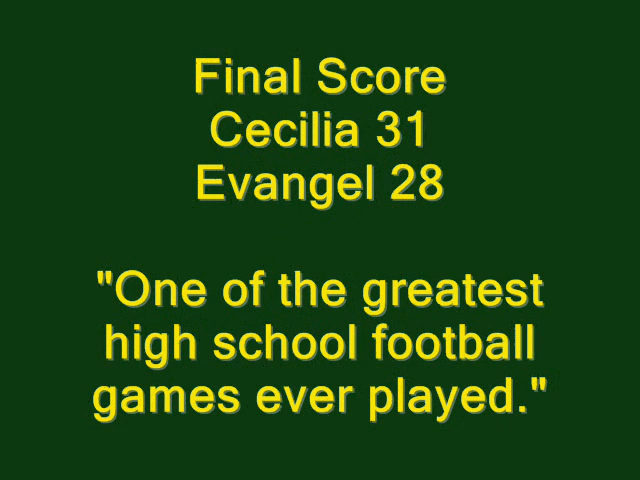 Final Score
Cecilia 31
Evangel 28
"One of the greatest
high school football
games ever played."